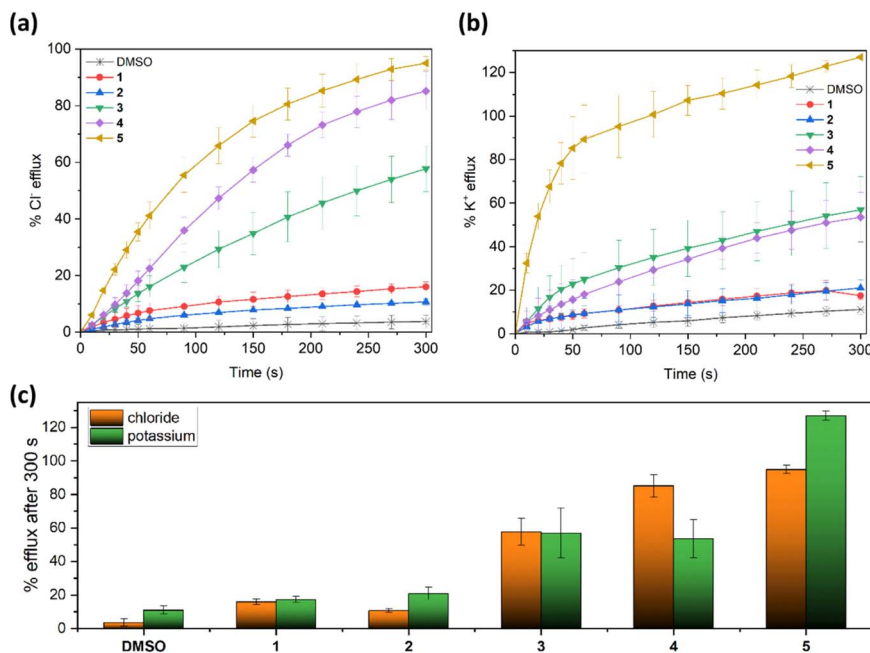 (a)
100
80
60
40
20
0
% Cl⁻ efflux
DMSO
1
2
3
4
5
0 50 100 150 200 250 300
Time (s)
(b)
120
100
80
60
40
20
0
% K⁺ efflux
DMSO
1
2
3
4
5
0 50 100 150 200 250 300
Time (s)
(c)
chloride
potassium
120
100
80
60
40
20
0
% efflux after 300 s
DMSO 1 2 3 4 5